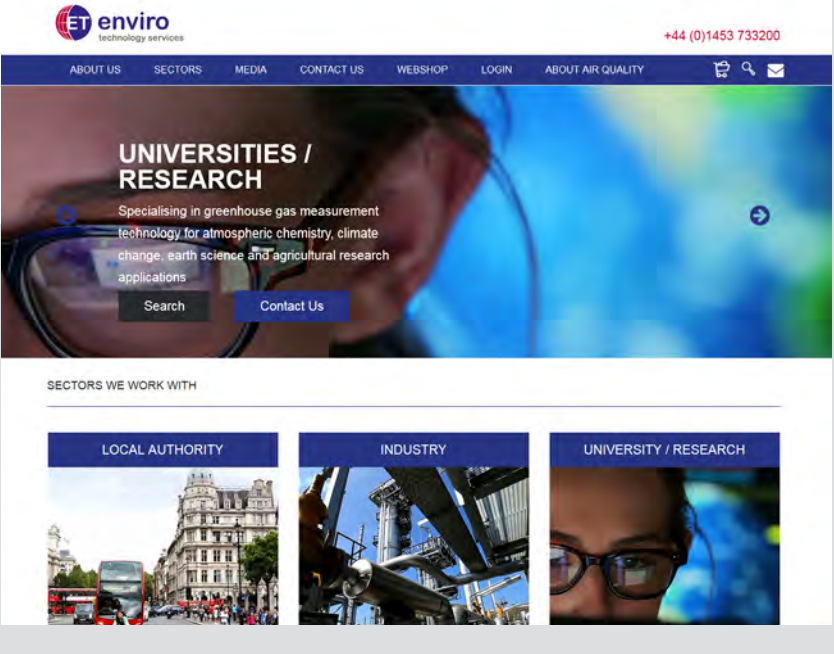 ET enviro
technology services
+44 (0)1453 733200
ABOUT US SECTORS MEDIA CONTACT US WEBSHOP LOGIN ABOUT AIR QUALITY
UNIVERSITIES /
RESEARCH
Specialising in greenhouse gas measurement
technology for atmospheric chemistry, climate
change, earth science and agricultural research
applications
Search Contact Us
SECTORS WE WORK WITH
LOCAL AUTHORITY INDUSTRY UNIVERSITY / RESEARCH